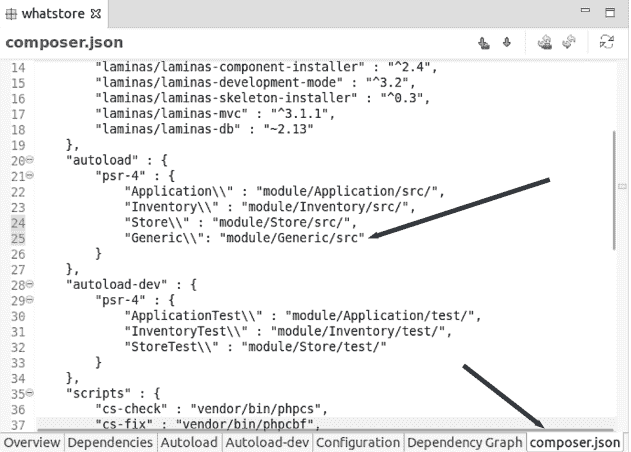 whatstore
composer.json
14 "laminas/laminas-component-installer" : "^2.4",
15 "laminas/laminas-development-mode" : "^3.2",
16 "laminas/laminas-skeleton-installer" : "^0.3",
17 "laminas/laminas-mvc" : "^3.1.1",
18 "laminas/laminas-db" : "~2.13"
19 },
20 "autoload" : {
21 "psr-4" : {
22 "Application\\" : "module/Application/src/",
23 "Inventory\\" : "module/Inventory/src/",
24 "Store\\" : "module/Store/src/",
25 "Generic\\": "module/Generic/src"
26 }
27 },
28 "autoload-dev" : {
29 "psr-4" : {
30 "ApplicationTest\\" : "module/Application/test/",
31 "InventoryTest\\" : "module/Inventory/test/",
32 "StoreTest\\" : "module/Store/test/"
33 }
34 },
35 "scripts" : {
36 "cs-check" : "vendor/bin/phpcs",
37 "cs-fix" : "vendor/bin/phpcbf",
Overview Dependencies Autoload Autoload-dev Configuration Dependency Graph composer.json